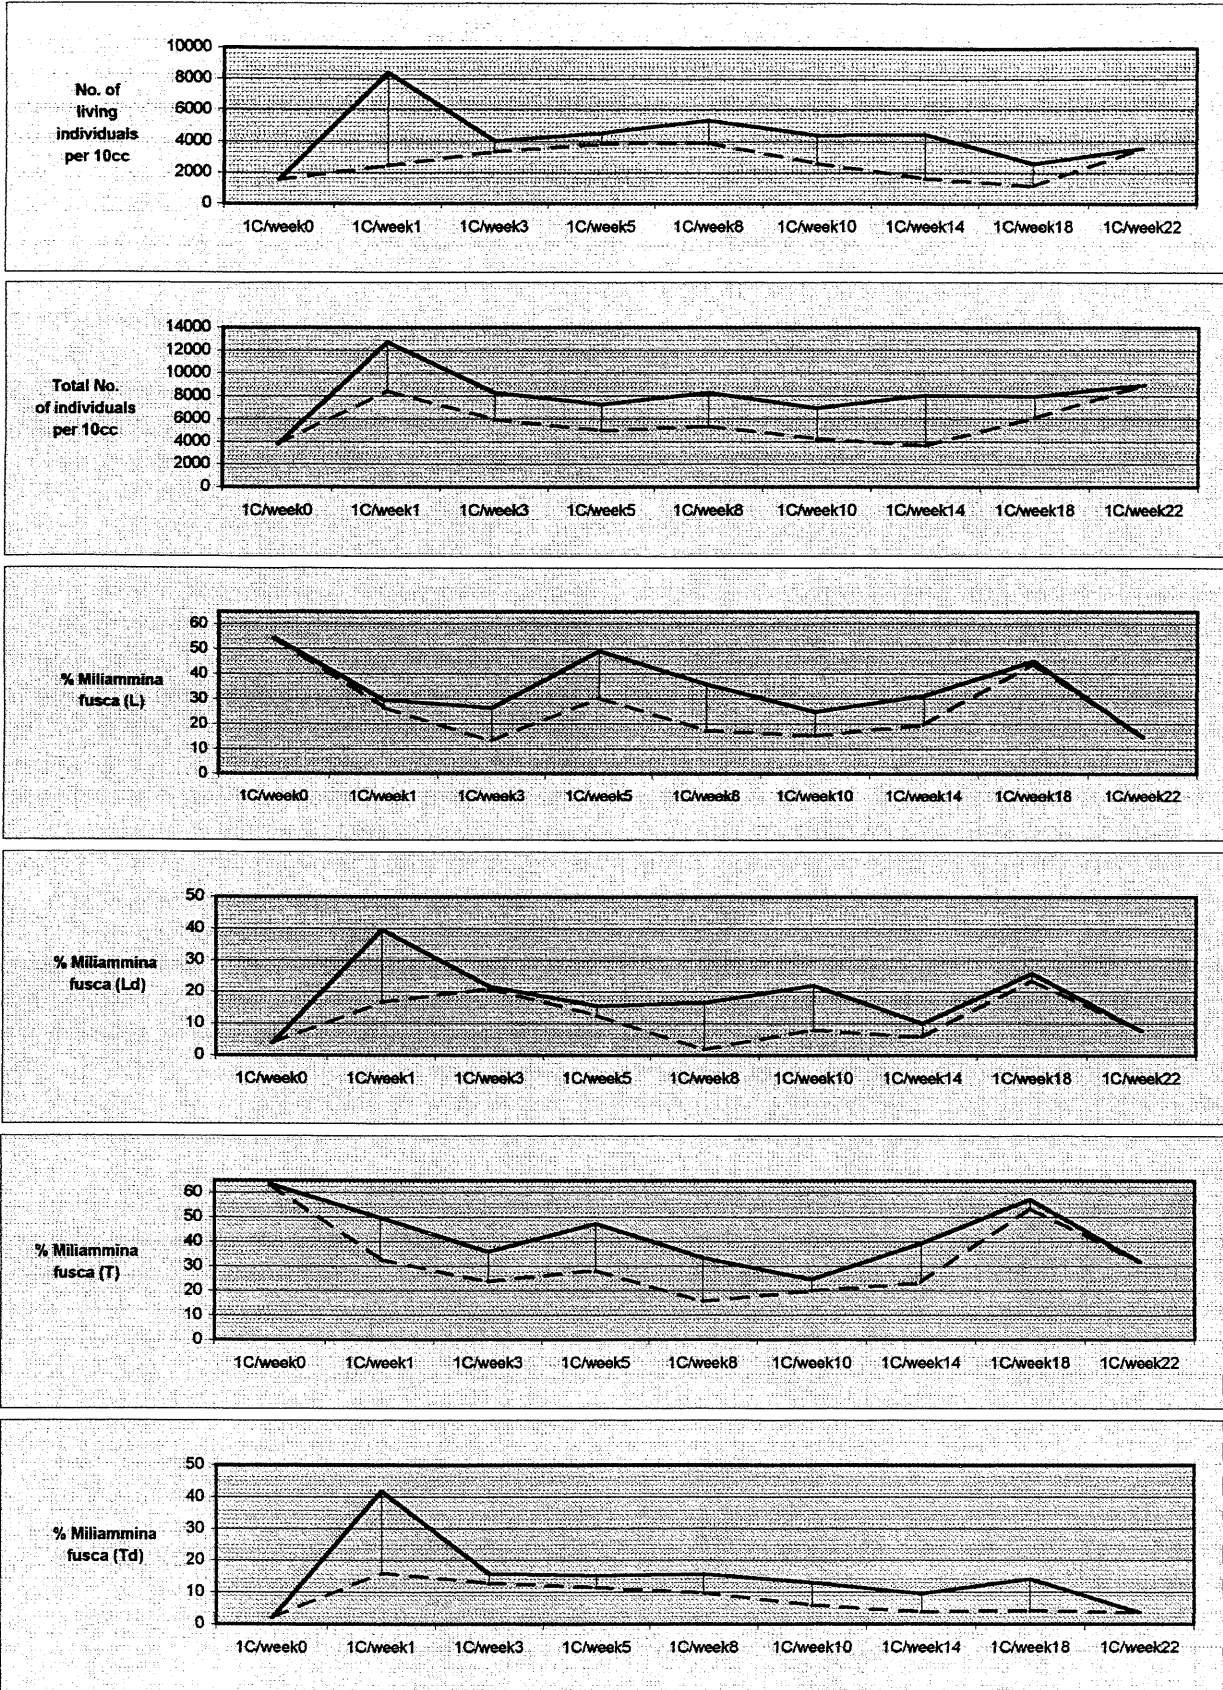 10000
8000
6000
4000
2000
0
No. of
living
individuals
per 10cc
1C/week0 1C/week1 1C/week3 1C/week5 1C/week8 1C/week10 1C/week14 1C/week18 1C/week22
14000
12000
10000
8000
6000
4000
2000
0
Total No.
of individuals
per 10cc
1C/week0 1C/week1 1C/week3 1C/week5 1C/week8 1C/week10 1C/week14 1C/week18 1C/week22
60
50
40
30
20
10
0
% Miliammina
fusca (L)
1C/week0 1C/week1 1C/week3 1C/week5 1C/week8 1C/week10 1C/week14 1C/week18 1C/week22
50
40
30
20
10
0
% Miliammina
fusca (Ld)
1C/week0 1C/week1 1C/week3 1C/week5 1C/week8 1C/week10 1C/week14 1C/week18 1C/week22
60
50
40
30
20
10
0
% Miliammina
fusca (T)
1C/week0 1C/week1 1C/week3 1C/week5 1C/week8 1C/week10 1C/week14 1C/week18 1C/week22
50
40
30
20
10
0
% Miliammina
fusca (Td)
1C/week0 1C/week1 1C/week3 1C/week5 1C/week8 1C/week10 1C/week14 1C/week18 1C/week22